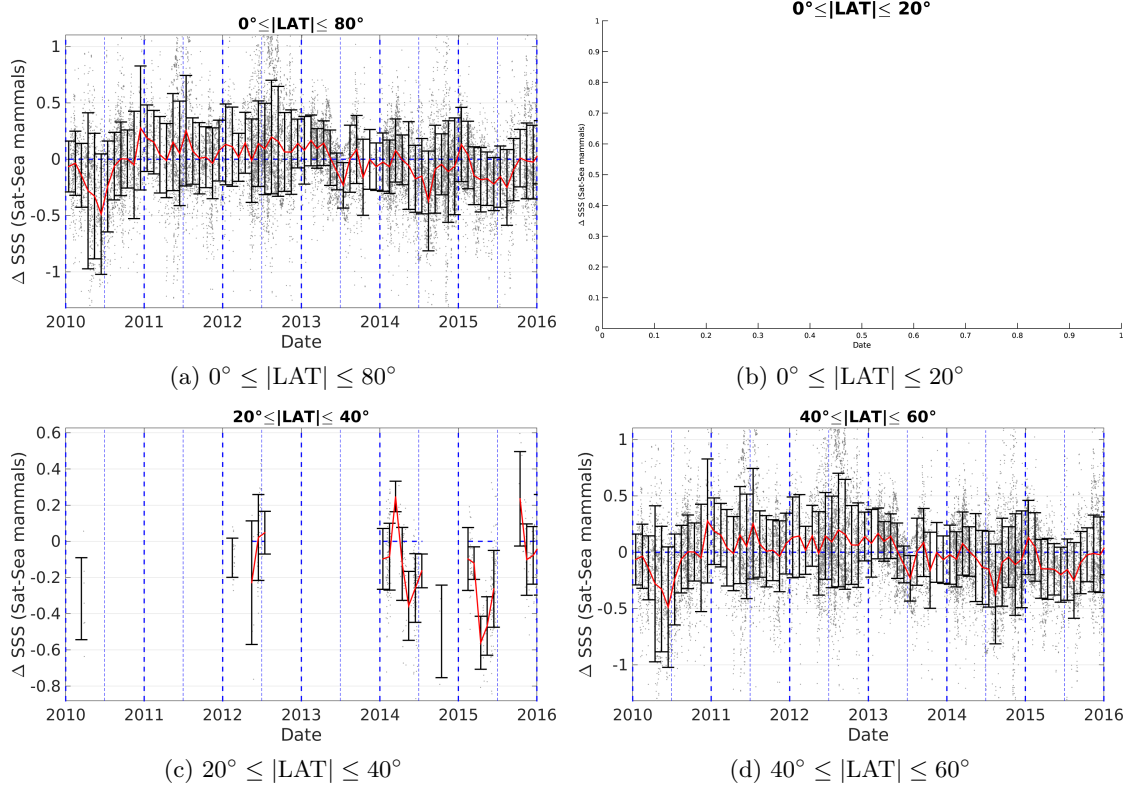 0°≤|LAT|≤ 80°
1
0.5
0
-0.5
-1
Δ SSS (Sat-Sea mammals)
2010 2011 2012 2013 2014 2015 2016
Date
(a) 0° ≤ |LAT| ≤ 80°
0°≤|LAT|≤ 20°
1
0.9
0.8
0.7
0.6
0.5
0.4
0.3
0.2
0.1
0
Δ SSS (Sat-Sea mammals)
0 0.1 0.2 0.3 0.4 0.5 0.6 0.7 0.8 0.9 1
Date
(b) 0° ≤ |LAT| ≤ 20°
20°≤|LAT|≤ 40°
0.6
0.4
0.2
0
-0.2
-0.4
-0.6
-0.8
Δ SSS (Sat-Sea mammals)
2010 2011 2012 2013 2014 2015 2016
Date
(c) 20° ≤ |LAT| ≤ 40°
40°≤|LAT|≤ 60°
1
0.5
0
-0.5
-1
Δ SSS (Sat-Sea mammals)
2010 2011 2012 2013 2014 2015 2016
Date
(d) 40° ≤ |LAT| ≤ 60°